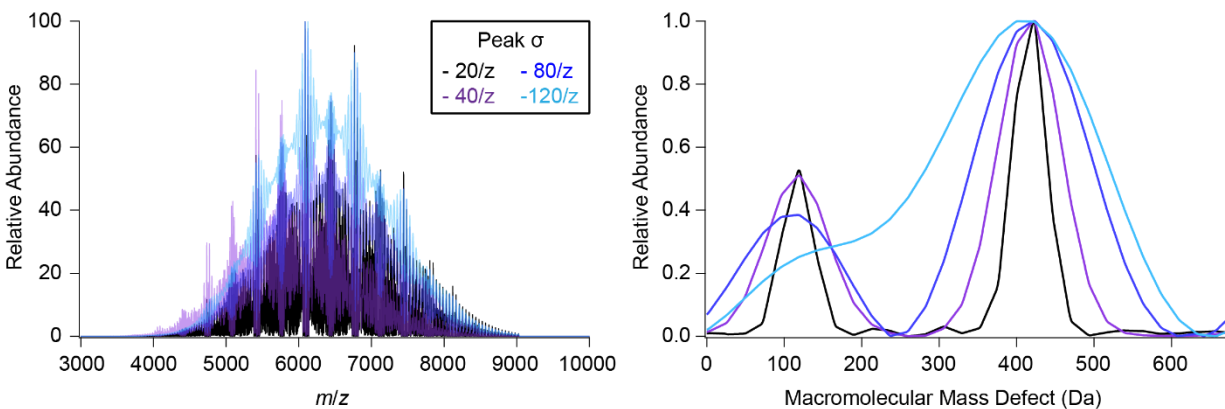 100
80
60
40
20
0
Relative Abundance
3000 4000 5000 6000 7000 8000 9000 10000
m/z
Peak σ
- 20/z - 80/z
- 40/z -120/z
1.0
0.8
0.6
0.4
0.2
0.0
Relative Abundance
0 100 200 300 400 500 600
Macromolecular Mass Defect (Da)